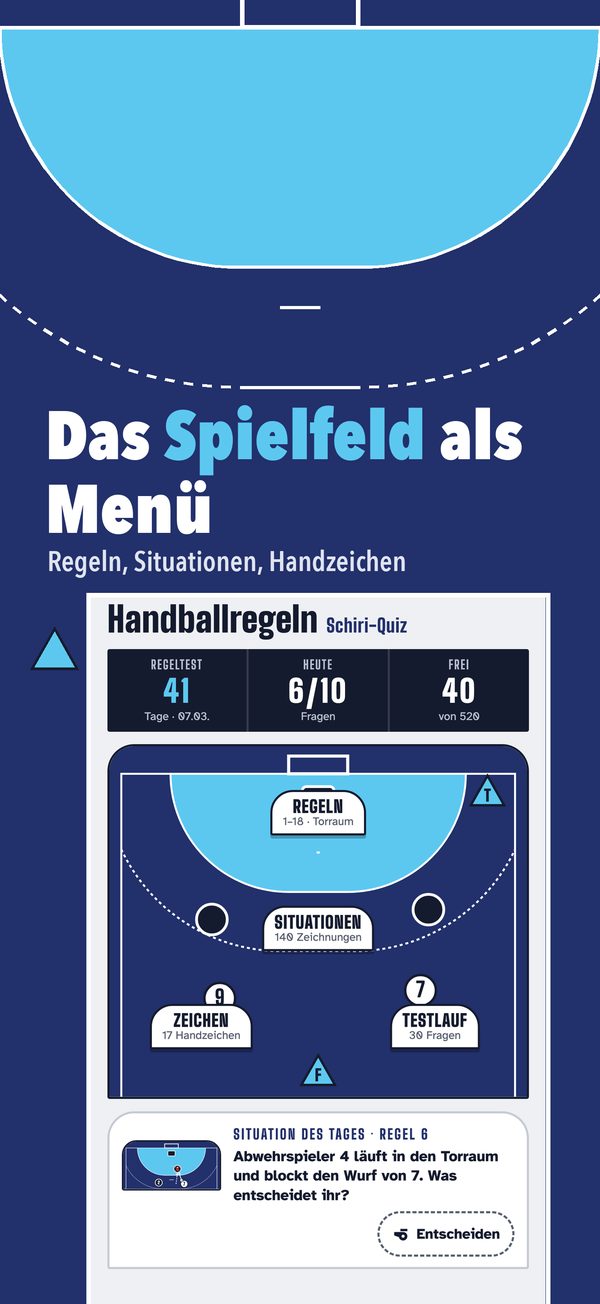 Das Spielfeld als
Menü
Regeln, Situationen, Handzeichen
Handballregeln Schiri-Quiz
REGELTEST
41
Tage · 07.03.
HEUTE
6/10
Fragen
FREI
40
von 520
T
REGELN
1–18 · Torraum
SITUATIONEN
140 Zeichnungen
9
ZEICHEN
17 Handzeichen
7
TESTLAUF
30 Fragen
F
SITUATION DES TAGES · REGEL 6
Abwehrspieler 4 läuft in den Torraum
und blockt den Wurf von 7. Was
entscheidet ihr?
Entscheiden